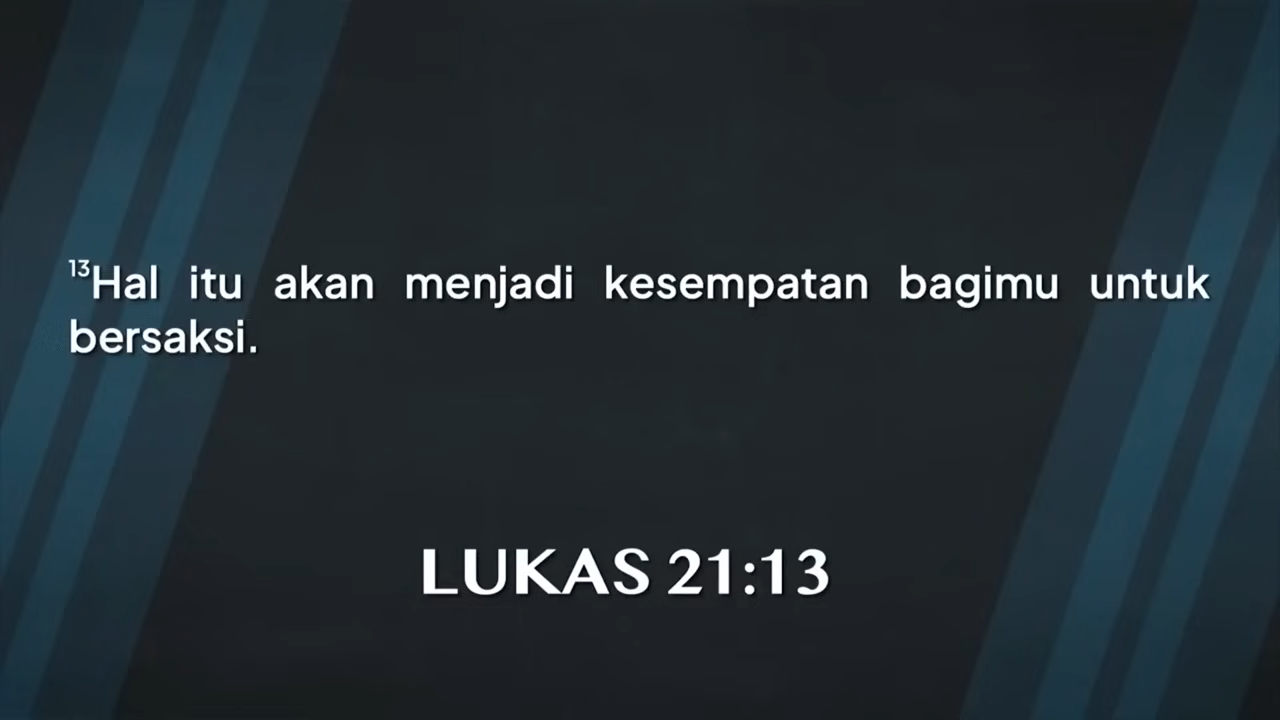 ¹³Hal itu akan menjadi kesempatan bagimu untuk
bersaksi.
LUKAS 21:13